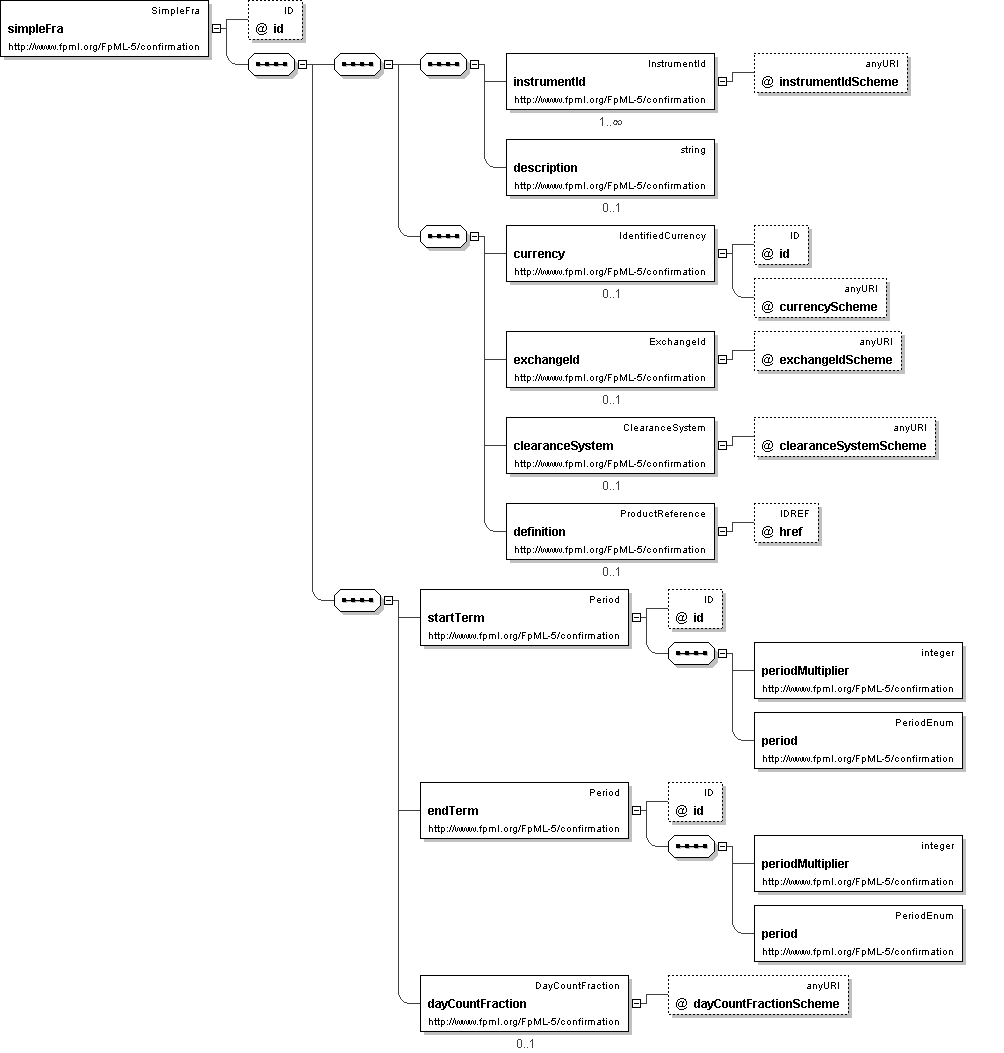 SimpleFra
simpleFra
http://www.fpml.org/FpML-5/confirmation
ID
@ id
InstrumentId
instrumentId
http://www.fpml.org/FpML-5/confirmation
1..∞
anyURI
@ instrumentIdScheme
string
description
http://www.fpml.org/FpML-5/confirmation
0..1
IdentifiedCurrency
currency
http://www.fpml.org/FpML-5/confirmation
0..1
ID
@ id
anyURI
@ currencyScheme
ExchangeId
exchangeId
http://www.fpml.org/FpML-5/confirmation
0..1
anyURI
@ exchangeIdScheme
ClearanceSystem
clearanceSystem
http://www.fpml.org/FpML-5/confirmation
0..1
anyURI
@ clearanceSystemScheme
ProductReference
definition
http://www.fpml.org/FpML-5/confirmation
0..1
IDREF
@ href
Period
startTerm
http://www.fpml.org/FpML-5/confirmation
ID
@ id
integer
periodMultiplier
http://www.fpml.org/FpML-5/confirmation
PeriodEnum
period
http://www.fpml.org/FpML-5/confirmation
Period
endTerm
http://www.fpml.org/FpML-5/confirmation
ID
@ id
integer
periodMultiplier
http://www.fpml.org/FpML-5/confirmation
PeriodEnum
period
http://www.fpml.org/FpML-5/confirmation
DayCountFraction
dayCountFraction
http://www.fpml.org/FpML-5/confirmation
0..1
anyURI
@ dayCountFractionScheme